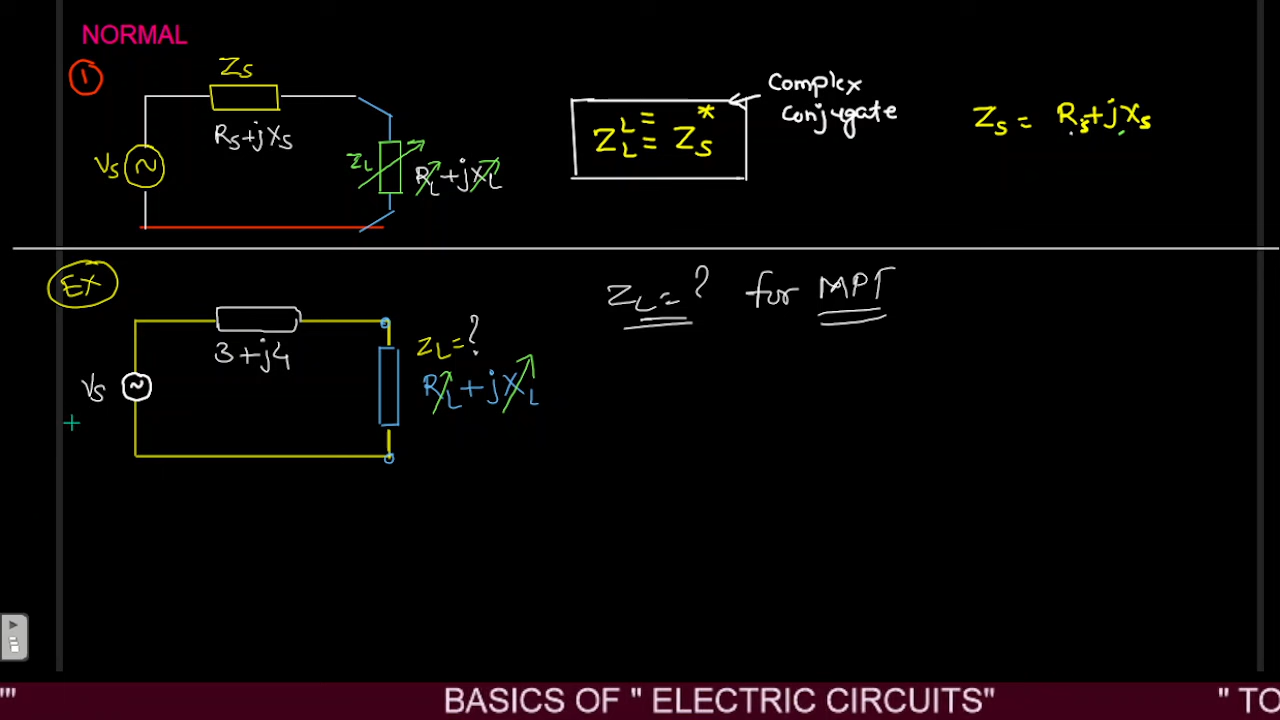 NORMAL
1
Zs
Rs+jXs
Vs
~
ZL
RL+jXL
ZL = Zs*
Complex
Conjugate
Zs = Rs+jXs
EX
ZL=? for MPT
3+j4
ZL=?
RL+jXL
Vs
~
"" BASICS OF " ELECTRIC CIRCUITS" " TO